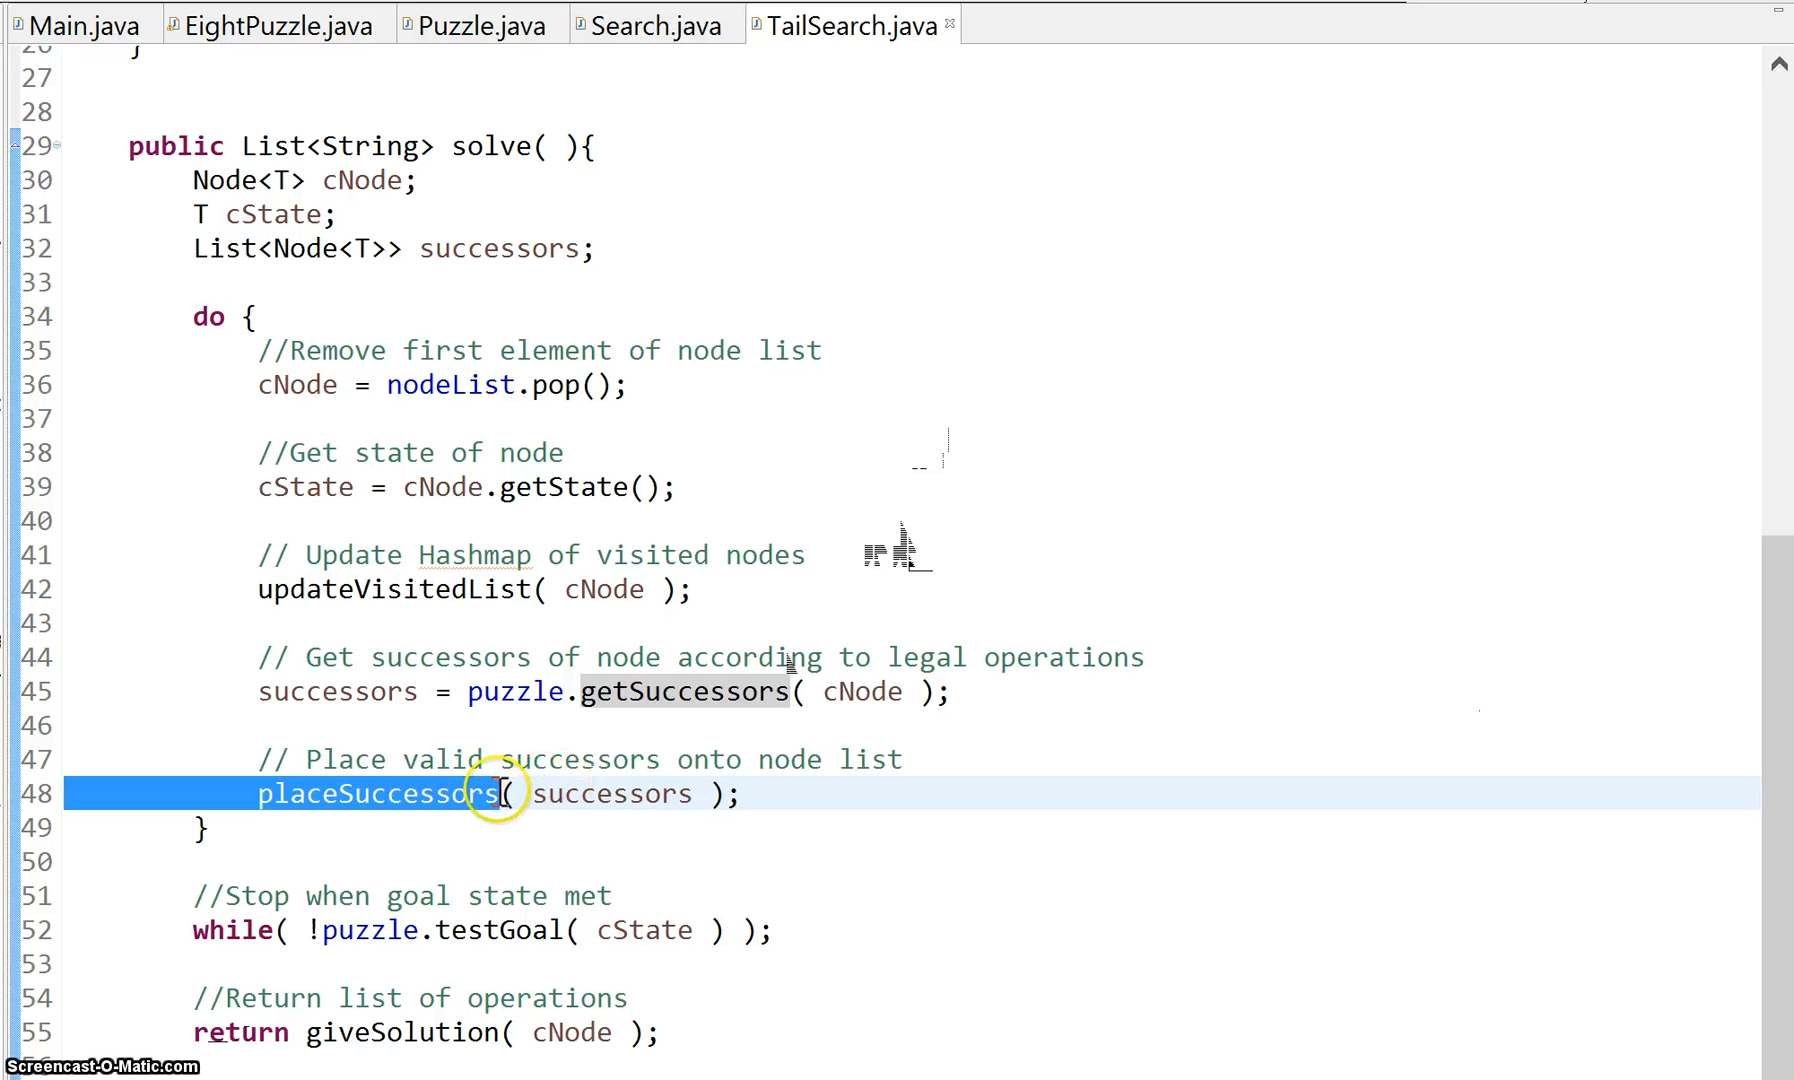 Main.java EightPuzzle.java Puzzle.java Search.java TailSearch.java
26 }
27
28
29 public List<String> solve( ){
30 Node<T> cNode;
31 T cState;
32 List<Node<T>> successors;
33
34 do {
35 //Remove first element of node list
36 cNode = nodeList.pop();
37
38 //Get state of node
39 cState = cNode.getState();
40
41 // Update Hashmap of visited nodes
42 updateVisitedList( cNode );
43
44 // Get successors of node according to legal operations
45 successors = puzzle.getSuccessors( cNode );
46
47 // Place valid successors onto node list
48 placeSuccessors( successors );
49 }
50
51 //Stop when goal state met
52 while( !puzzle.testGoal( cState ) );
53
54 //Return list of operations
55 return giveSolution( cNode );
Screencast-O-Matic.com